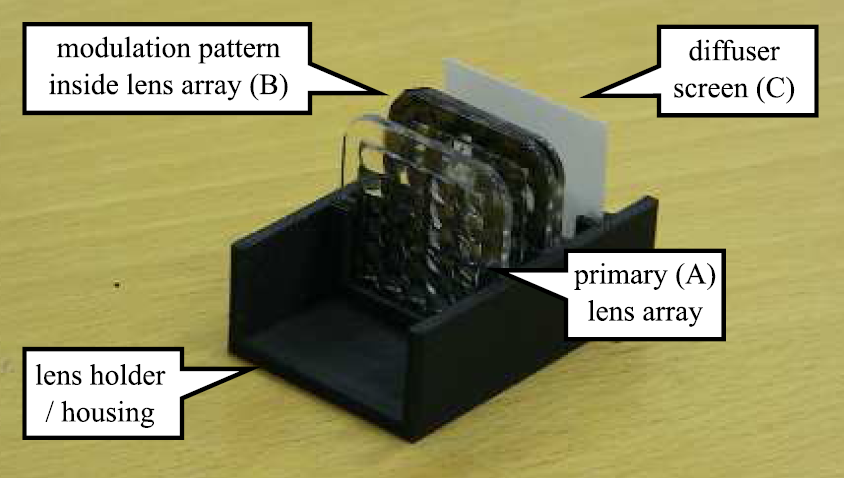 modulation pattern
inside lens array (B)
diffuser
screen (C)
primary (A)
lens array
lens holder
/ housing